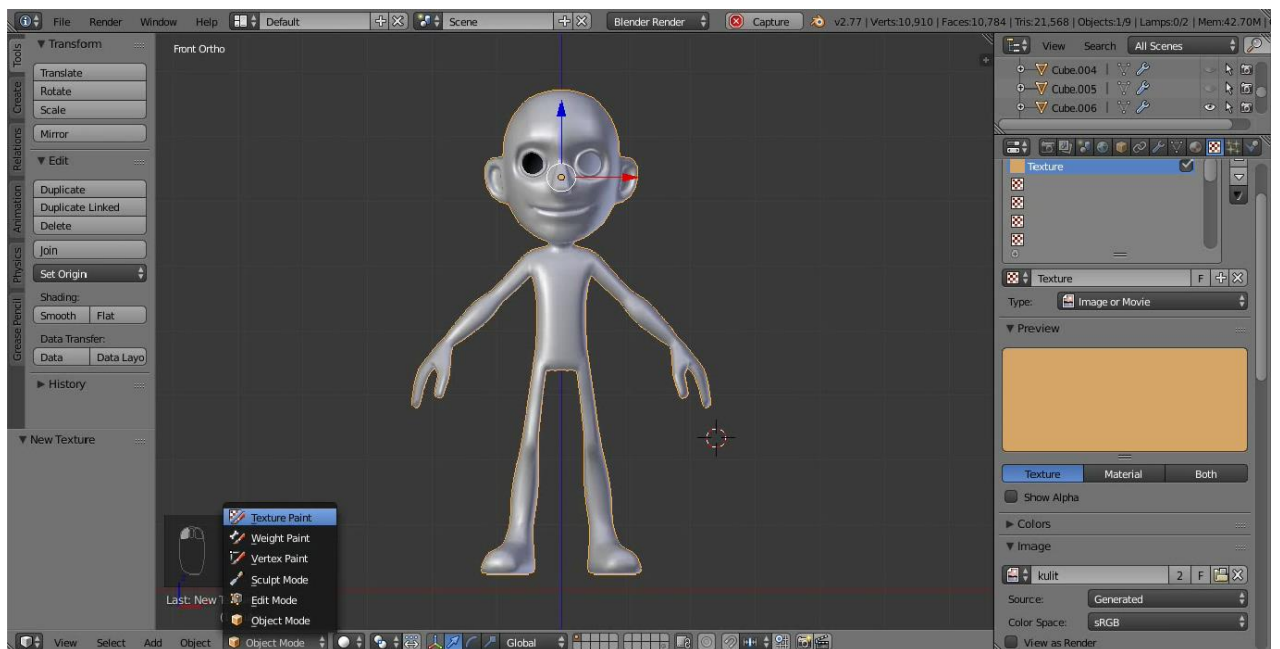 File Render Window Help Default Scene Blender Render Capture v2.77 | Verts:10,910 | Faces:10,784 | Tris:21,568 | Objects:1/9 | Lamps:0/2 | Mem:42.70M |
Tools
Create
Relations
Animation
Physics
Grease Pencil
Transform
Translate
Rotate
Scale
Mirror
Edit
Duplicate
Duplicate Linked
Delete
Join
Set Origin
Shading:
Smooth Flat
Data Transfer:
Data Data Layo
History
New Texture
Front Ortho
Texture Paint
Weight Paint
Vertex Paint
Sculpt Mode
Edit Mode
Object Mode
Last: New T
View Select Add Object Object Mode Global
View Search All Scenes
Cube.004
Cube.005
Cube.006
Texture
Texture F
Type: Image or Movie
Preview
Texture Material Both
Show Alpha
Colors
Image
kulit 2 F
Source: Generated
Color Space: sRGB
View as Render